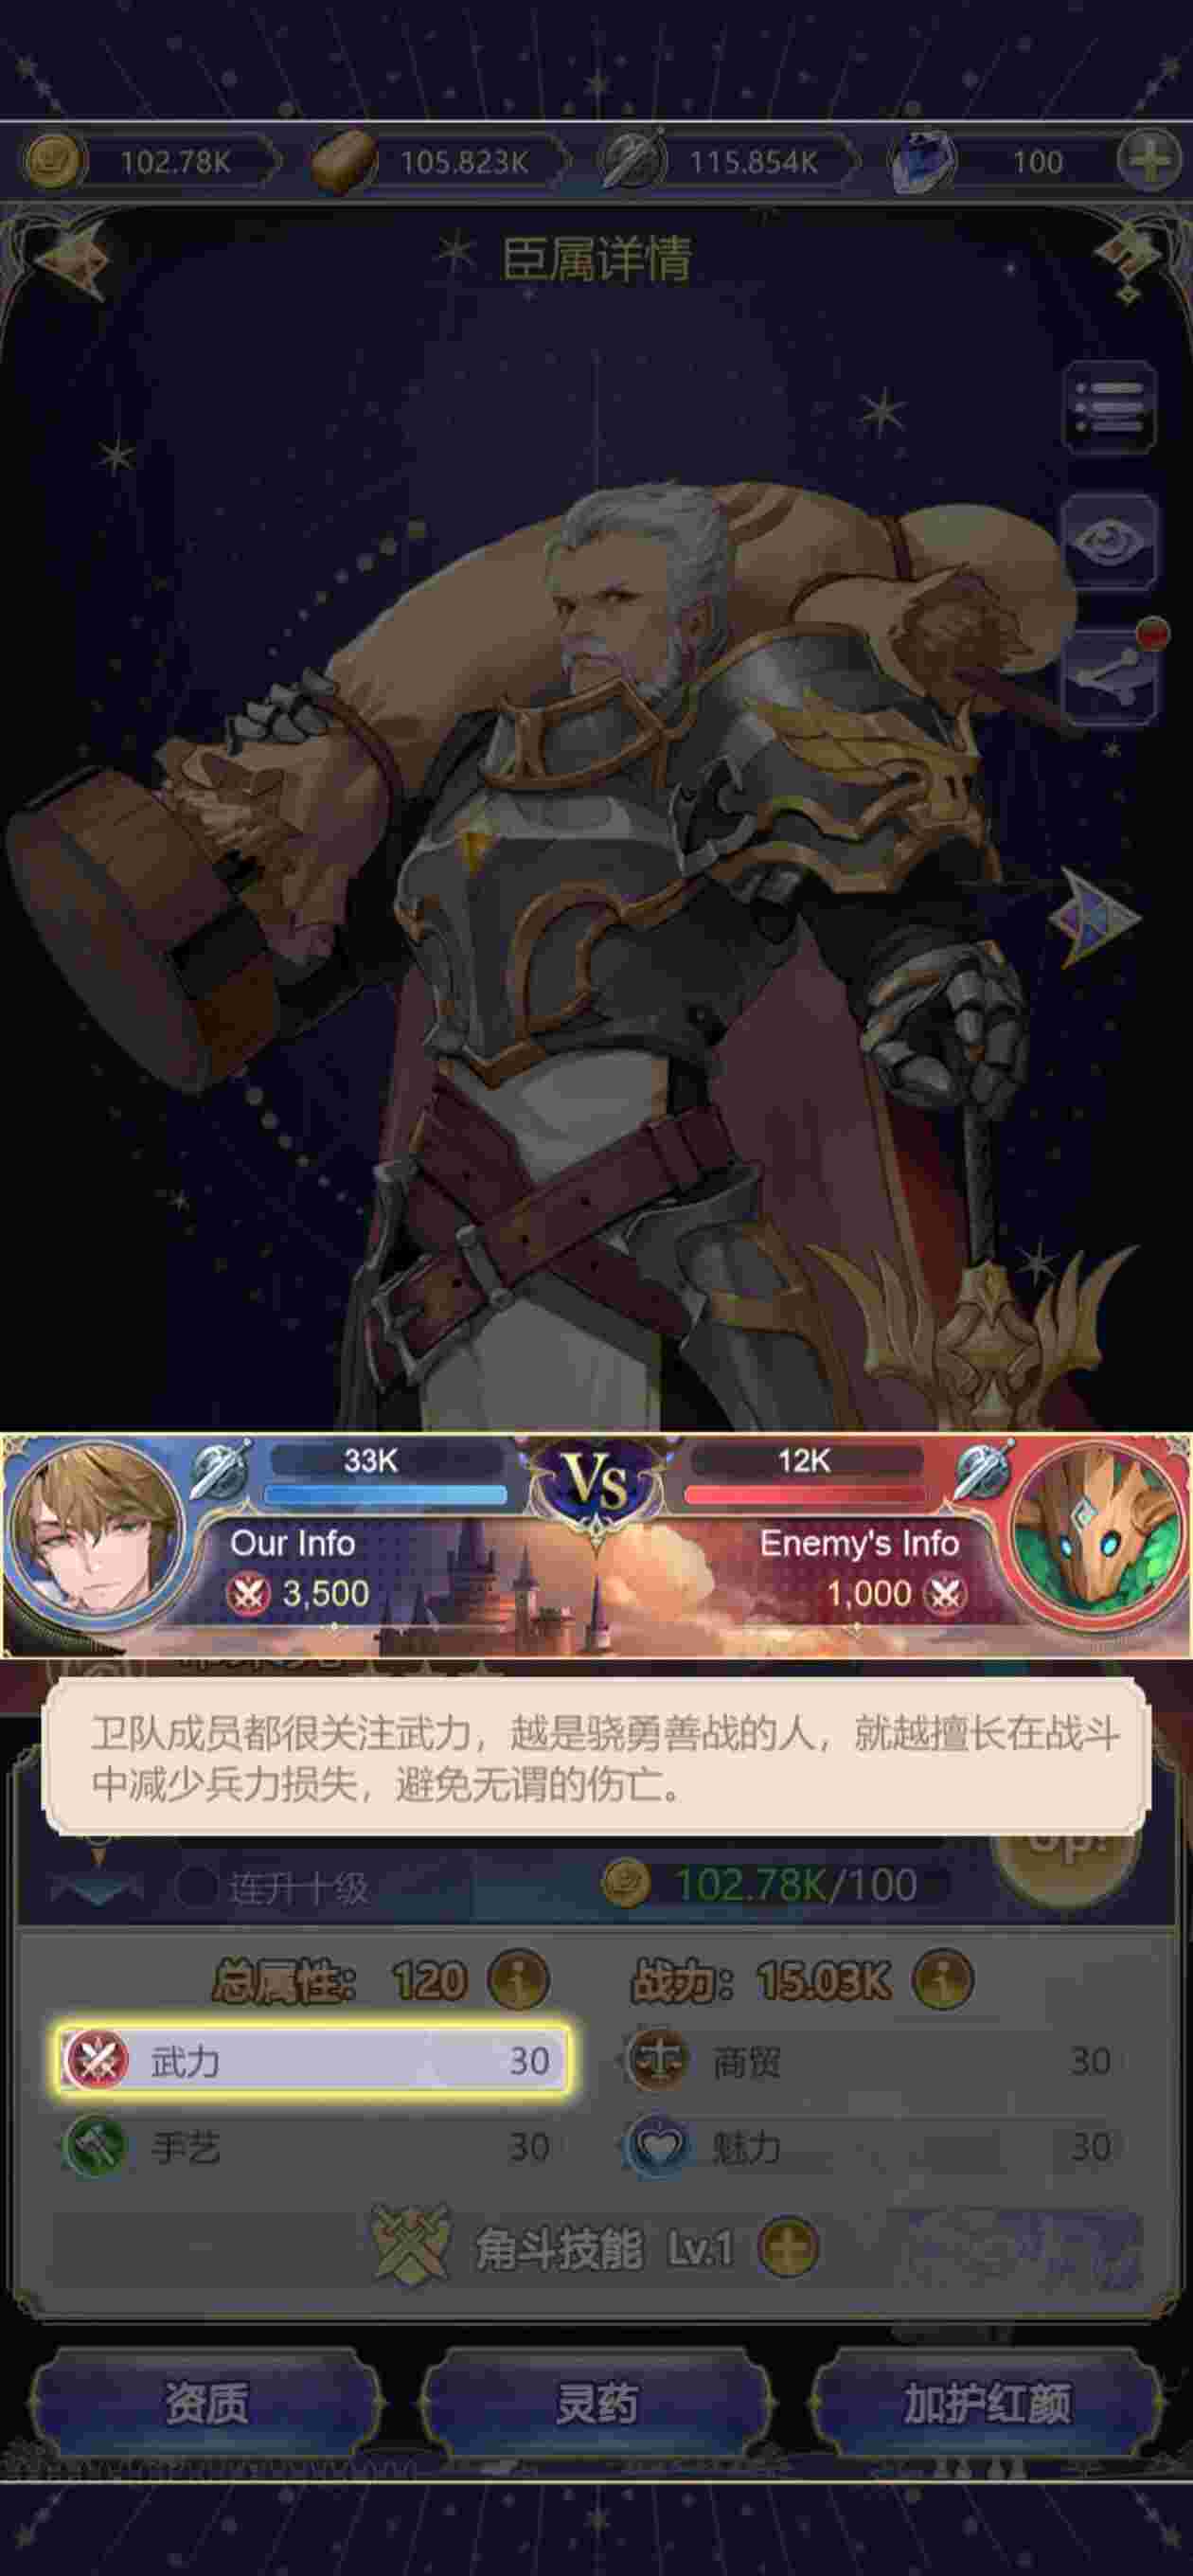 102.78K 105.823K 115.854K 100
臣属详情
33K Vs 12K
Our Info Enemy's Info
3,500 1,000
卫队成员都很关注武力，越是骁勇善战的人，就越擅长在战斗
中减少兵力损失，避免无谓的伤亡。
Up!
连升十级 102.78K/100
总属性： 120 战力：15.03K
武力 30 商贸 30
手艺 30 魅力 30
角斗技能 Lv.1
资质 灵药 加护红颜